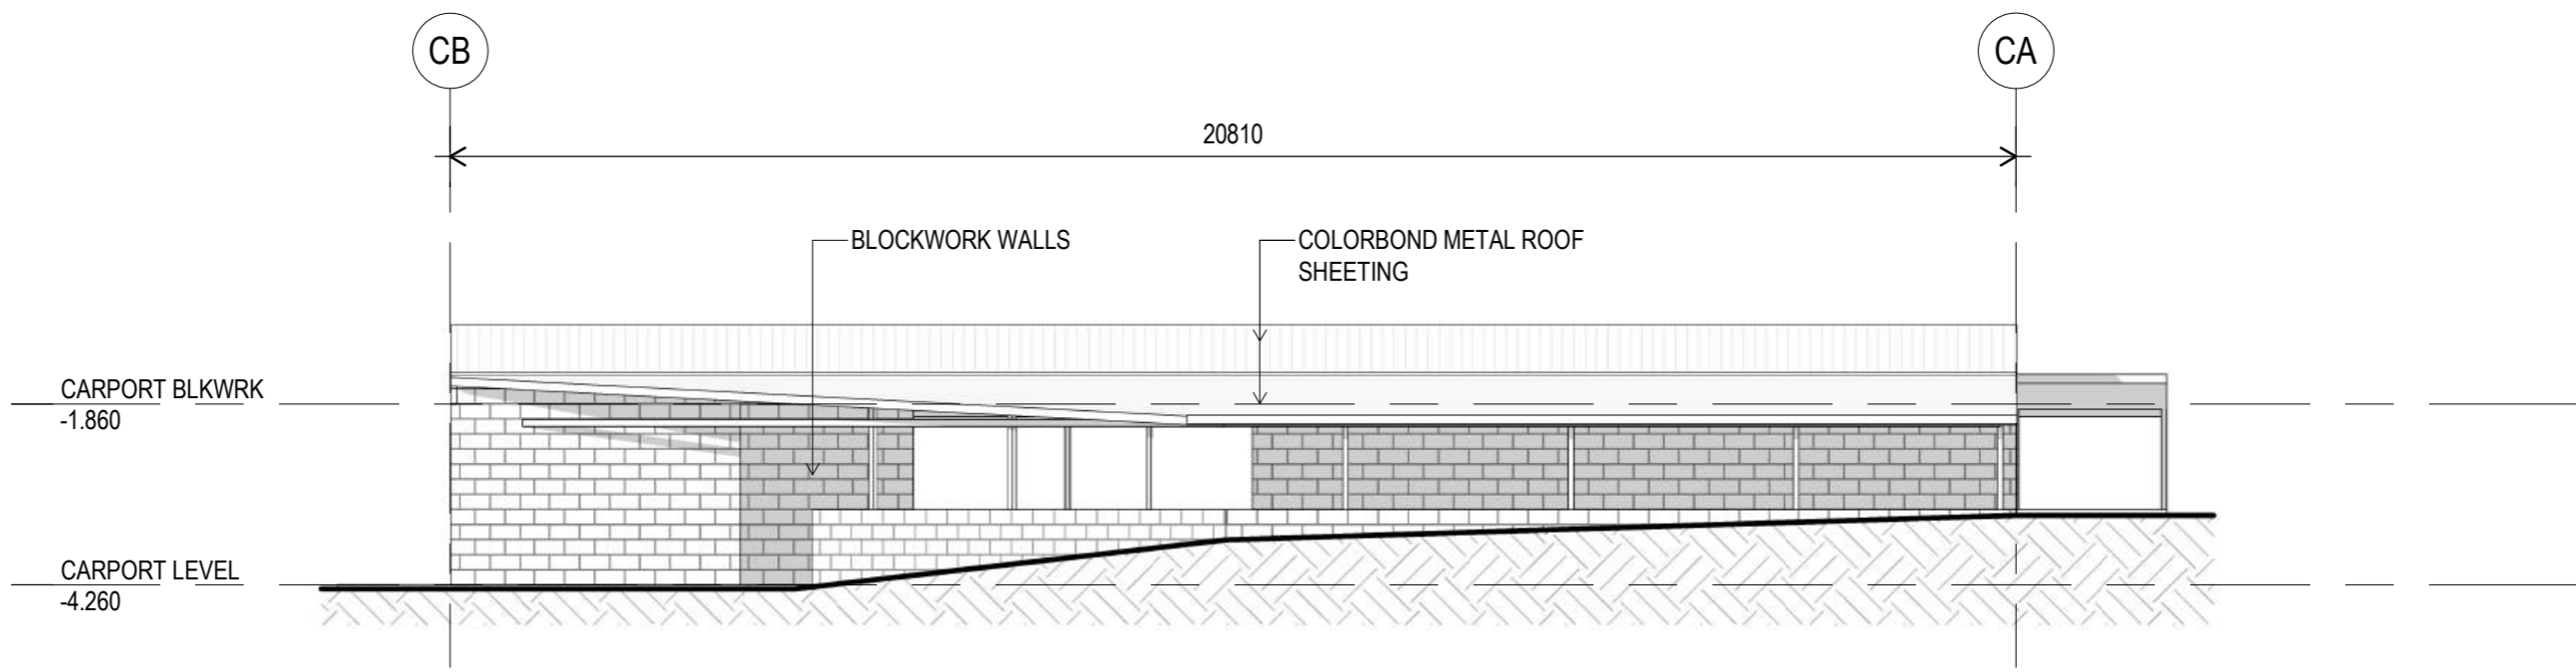 CB
CA
20810
BLOCKWORK WALLS
COLORBOND METAL ROOF
SHEETING
CARPORT BLKWRK
-1.860
CARPORT LEVEL
-4.260